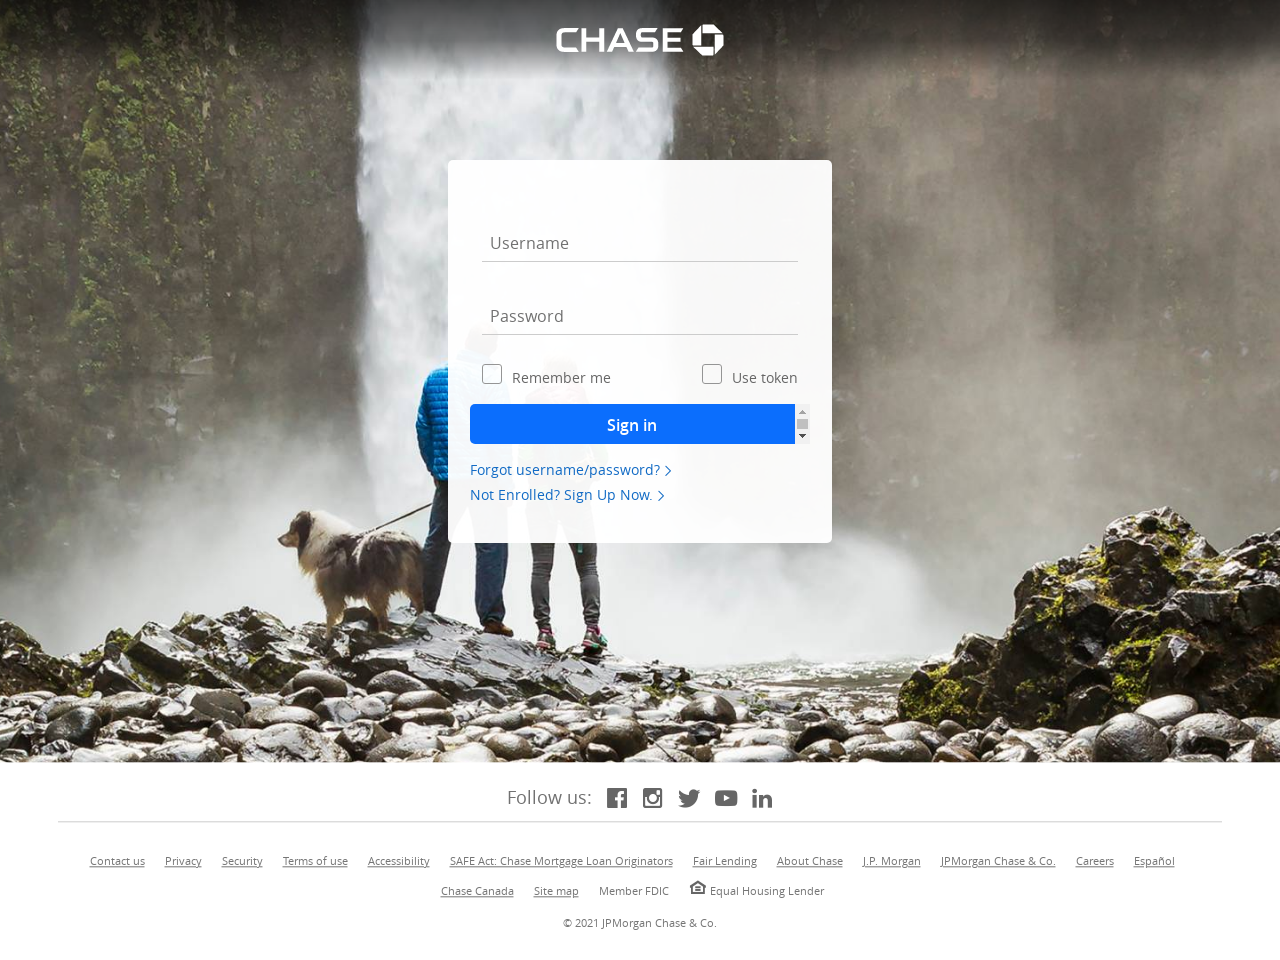 CHASE
Username
Password
Remember me Use token
Sign in
Forgot username/password?
Not Enrolled? Sign Up Now.
Follow us:
Contact us Privacy Security Terms of use Accessibility SAFE Act: Chase Mortgage Loan Originators Fair Lending About Chase J.P. Morgan JPMorgan Chase & Co. Careers Español
Chase Canada Site map Member FDIC Equal Housing Lender
© 2021 JPMorgan Chase & Co.